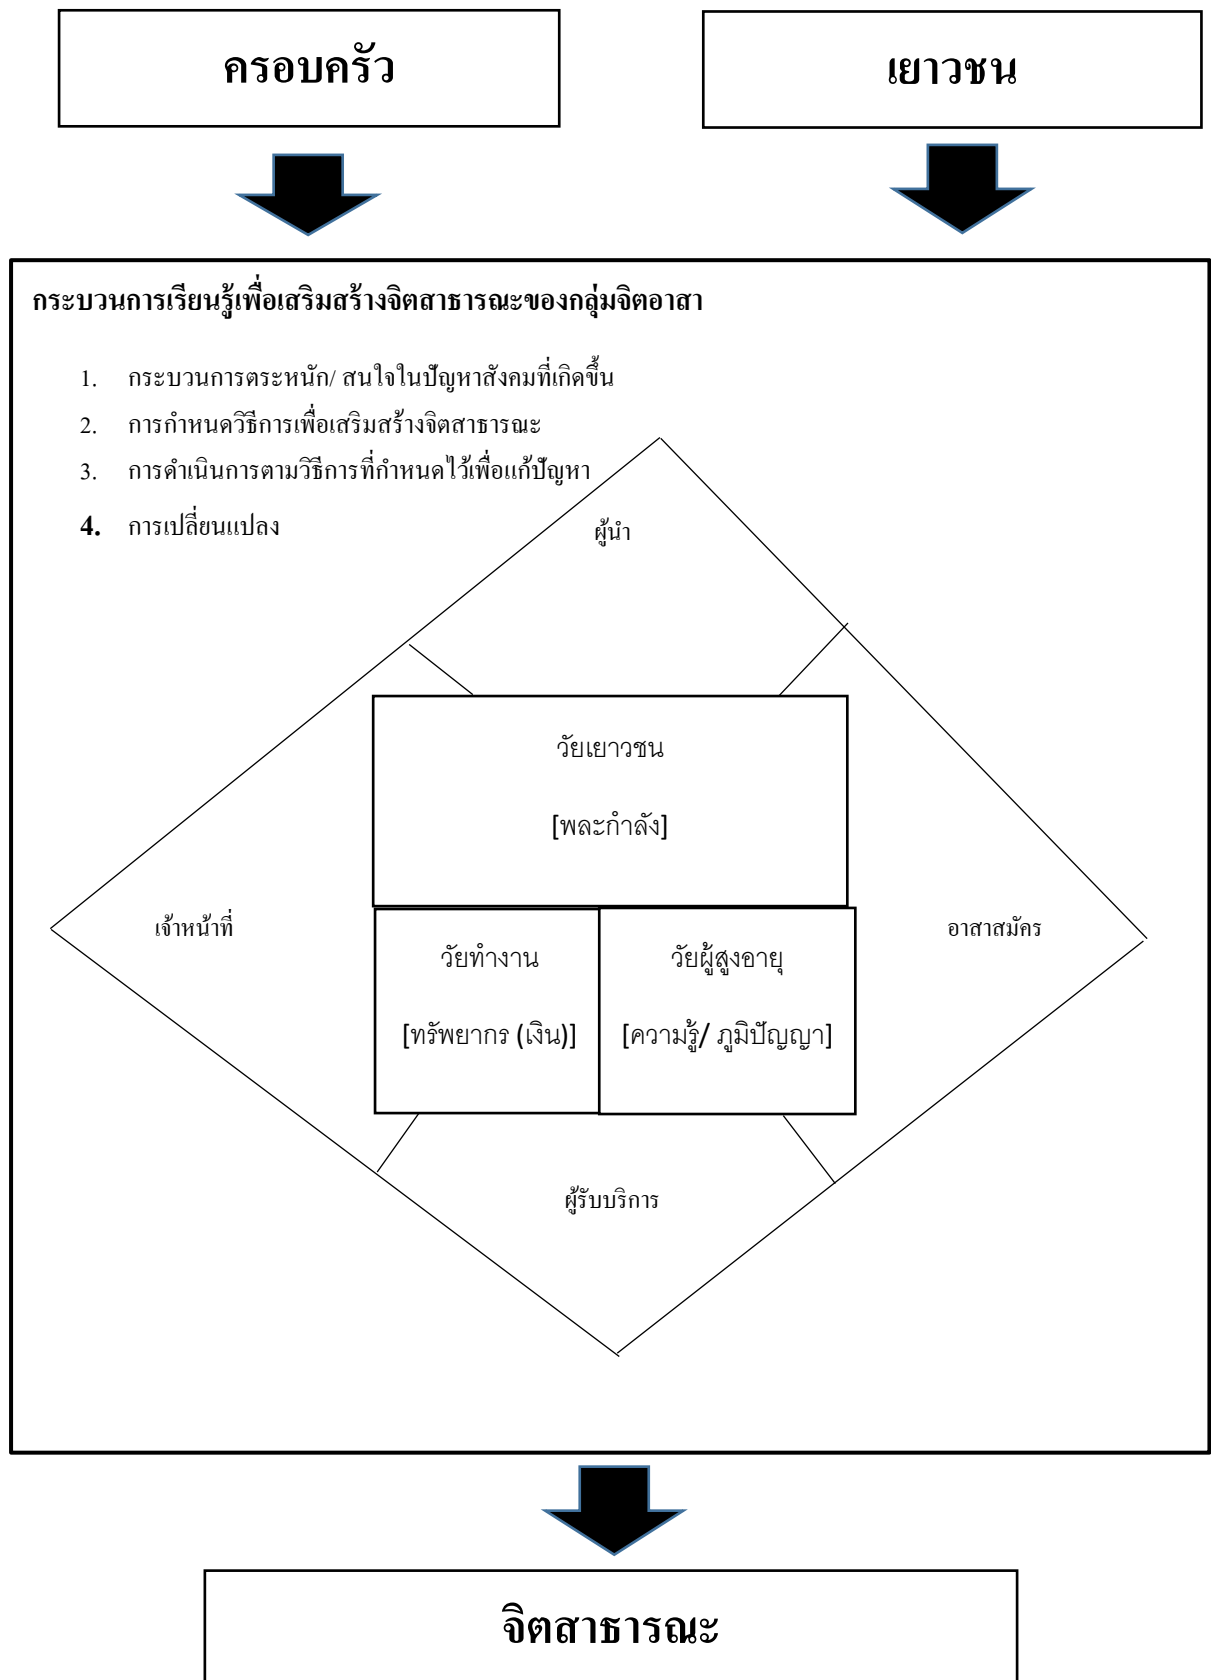 ครอบครัว
เยาวชน
กระบวนการเรียนรู้เพื่อเสริมสร้างจิตสาธารณะของกลุ่มจิตอาสา
1. กระบวนการตระหนัก/ สนใจในปัญหาสังคมที่เกิดขึ้น
2. การกำหนดวิธีการเพื่อเสริมสร้างจิตสาธารณะ
3. การดำเนินการตามวิธีการที่กำหนดไว้เพื่อแก้ปัญหา
4. การเปลี่ยนแปลง
ผู้นำ
วัยเยาวชน
[พละกำลัง]
เจ้าหน้าที่
อาสาสมัคร
วัยทำงาน
[ทรัพยากร (เงิน)]
วัยผู้สูงอายุ
[ความรู้/ ภูมิปัญญา]
ผู้รับบริการ
จิตสาธารณะ